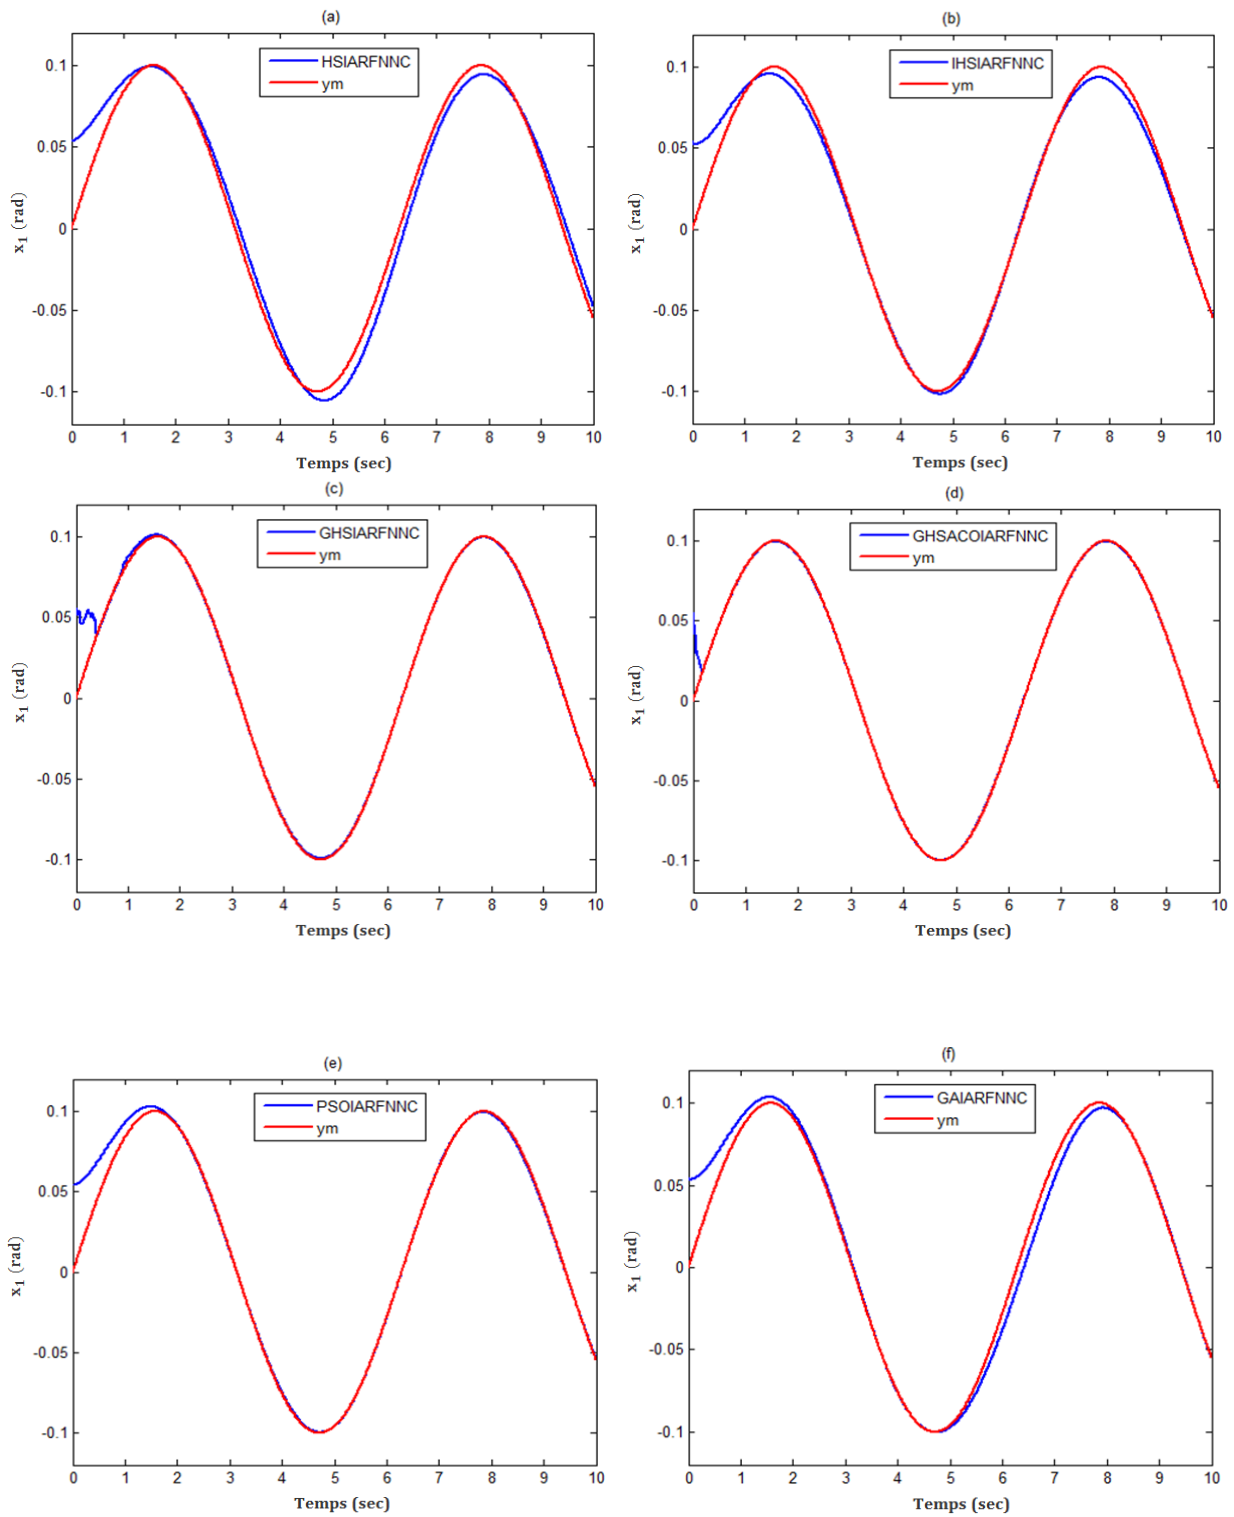 (a)
HSIARFNNC
ym
0.1
0.05
0
-0.05
-0.1
x1 (rad)
0 1 2 3 4 5 6 7 8 9 10
Temps (sec)
(b)
IHSIARFNNC
ym
0.1
0.05
0
-0.05
-0.1
x1 (rad)
0 1 2 3 4 5 6 7 8 9 10
Temps (sec)
(c)
GHSIARFNNC
ym
0.1
0.05
0
-0.05
-0.1
x1 (rad)
0 1 2 3 4 5 6 7 8 9 10
Temps (sec)
(d)
GHSACOIARFNNC
ym
0.1
0.05
0
-0.05
-0.1
x1 (rad)
0 1 2 3 4 5 6 7 8 9 10
Temps (sec)
(e)
PSOIARFNNC
ym
0.1
0.05
0
-0.05
-0.1
x1 (rad)
0 1 2 3 4 5 6 7 8 9 10
Temps (sec)
(f)
GAIARFNNC
ym
0.1
0.05
0
-0.05
-0.1
x1 (rad)
0 1 2 3 4 5 6 7 8 9 10
Temps (sec)